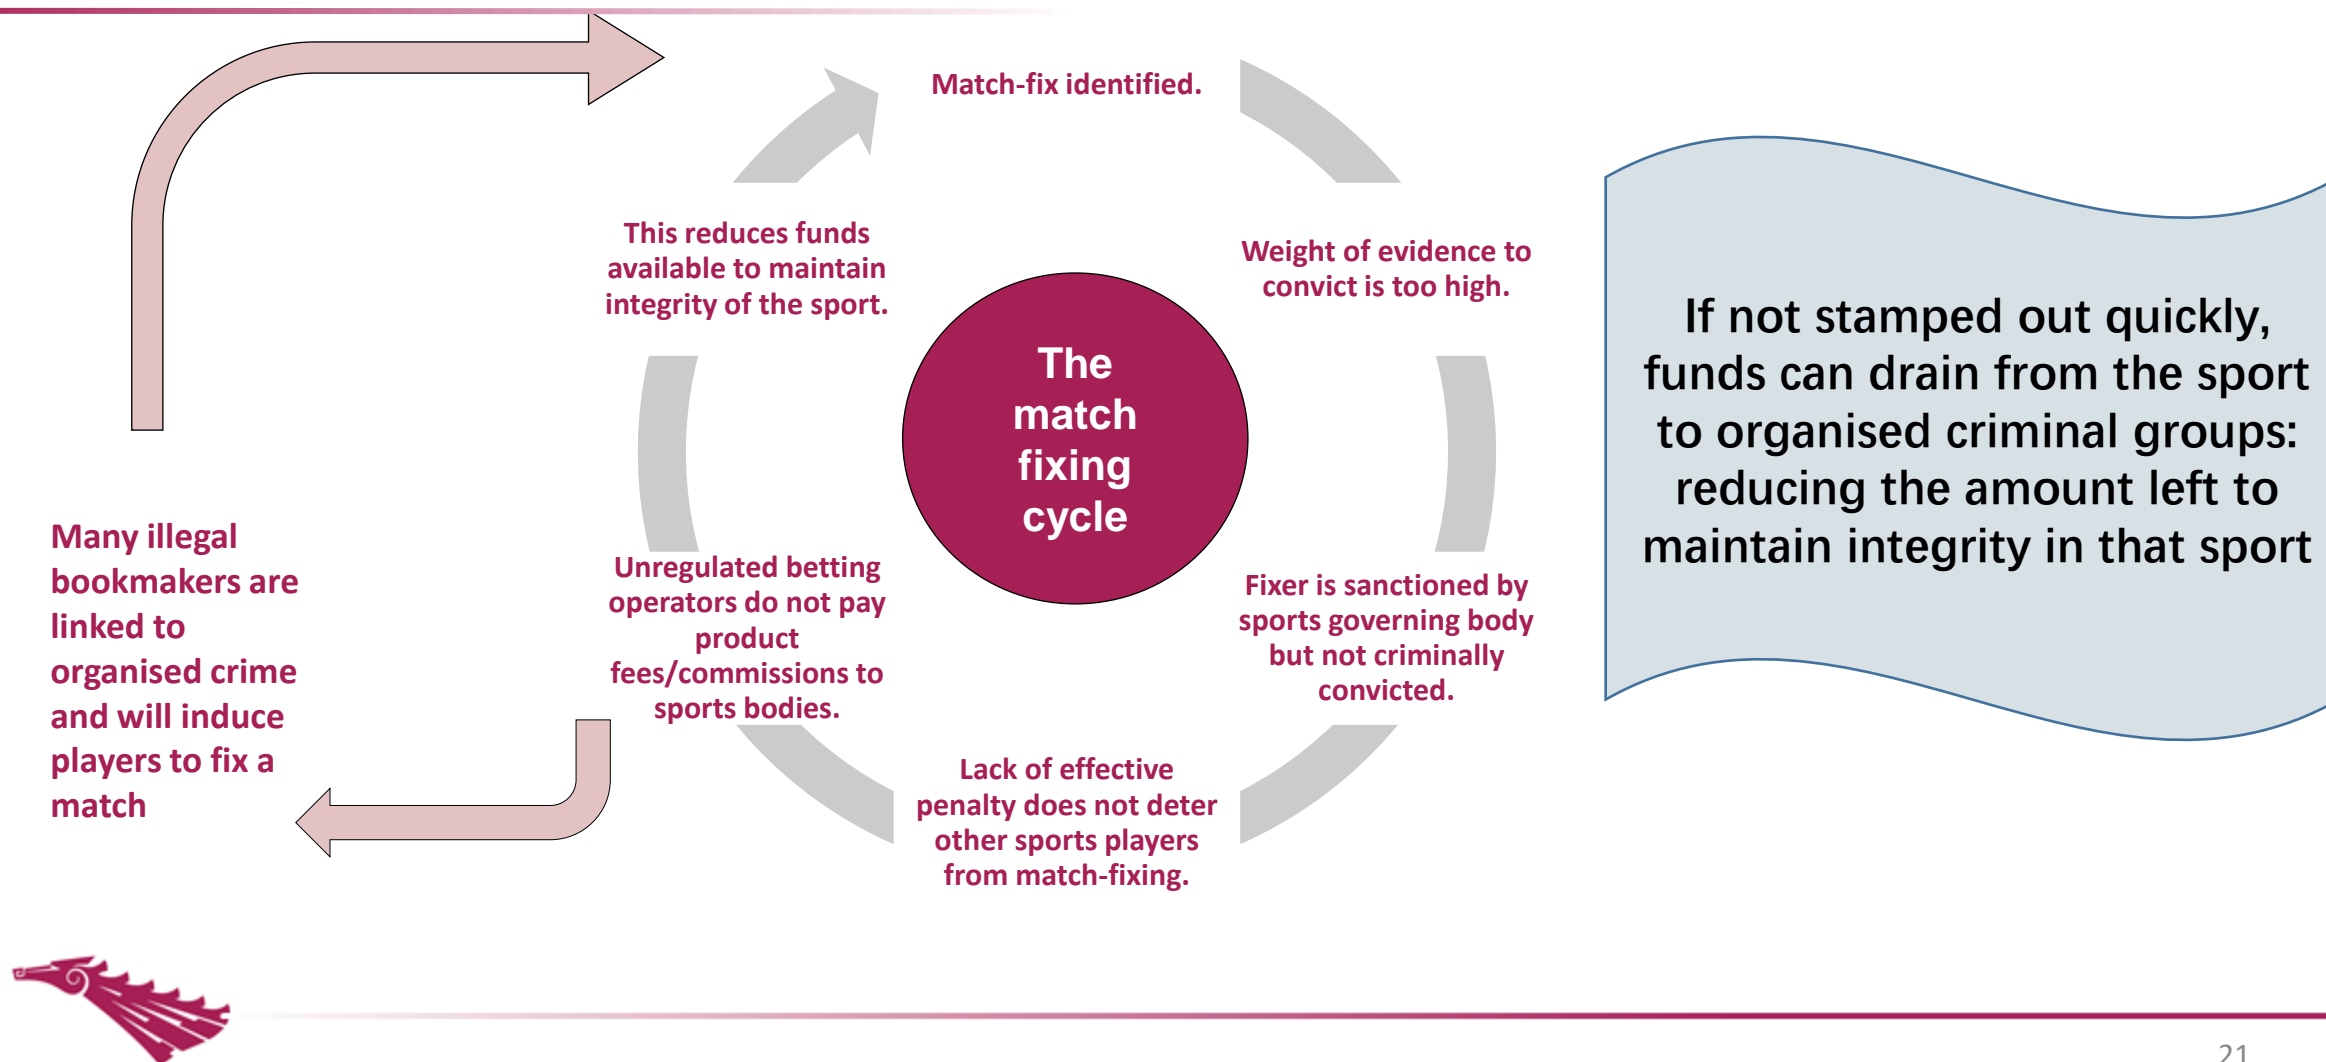 Match-fix identified.
Weight of evidence to
convict is too high.
Fixer is sanctioned by
sports governing body
but not criminally
convicted.
Lack of effective
penalty does not deter
other sports players
from match-fixing.
Unregulated betting
operators do not pay
product
fees/commissions to
sports bodies.
This reduces funds
available to maintain
integrity of the sport.
The
match
fixing
cycle
Many illegal
bookmakers are
linked to
organised crime
and will induce
players to fix a
match
If not stamped out quickly,
funds can drain from the sport
to organised criminal groups:
reducing the amount left to
maintain integrity in that sport
21